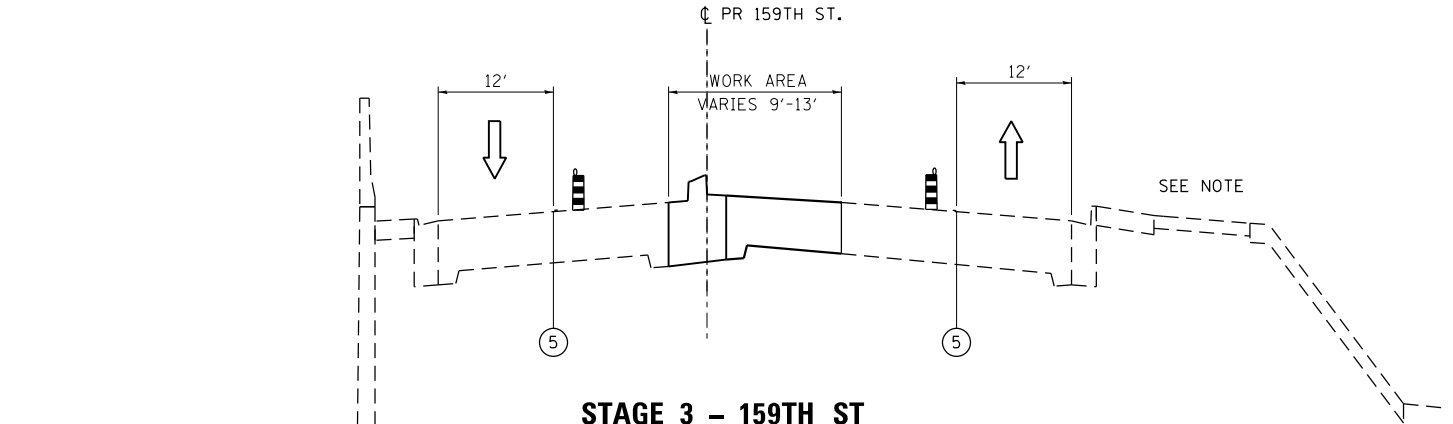 ℄ PR 159TH ST.
12'
WORK AREA
VARIES 9'-13'
12'
SEE NOTE
5
5
STAGE 3 – 159TH ST